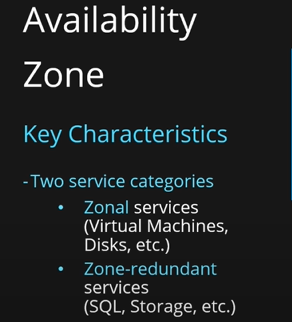 Availability
Zone
Key Characteristics
-Two service categories
• Zonal services
(Virtual Machines,
Disks, etc.)
• Zone-redundant
services
(SQL, Storage, etc.)